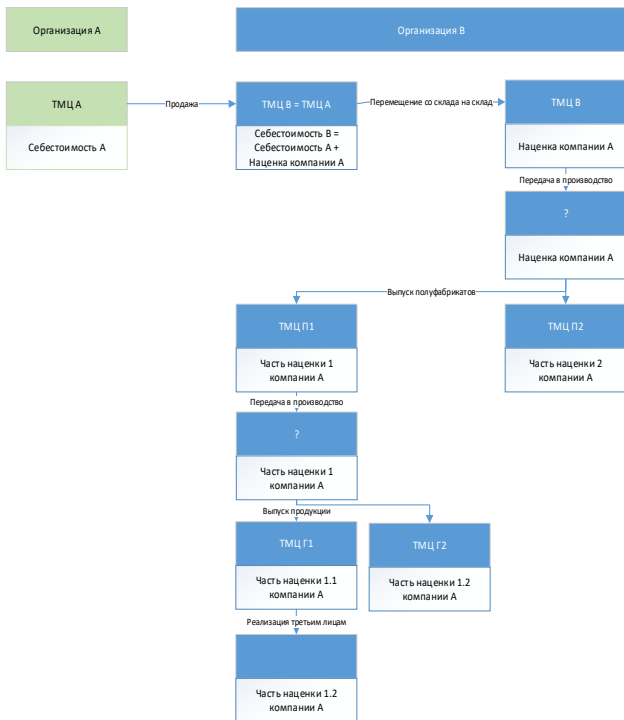 Организация А
Организация В
ТМЦ А
Продажа
ТМЦ В = ТМЦ А
Перемещение со склада на склад
ТМЦ В
Себестоимость А
Себестоимость В =
Себестоимость А +
Наценка компании А
Наценка компании А
Передача в производство
?
Наценка компании А
Выпуск полуфабрикатов
ТМЦ П1
ТМЦ П2
Часть наценки 1
компании А
Часть наценки 2
компании А
Передача в производство
?
Часть наценки 1
компании А
Выпуск продукции
ТМЦ Г1
ТМЦ Г2
Часть наценки 1.1
компании А
Часть наценки 1.2
компании А
Реализация третьим лицам
Часть наценки 1.2
компании А